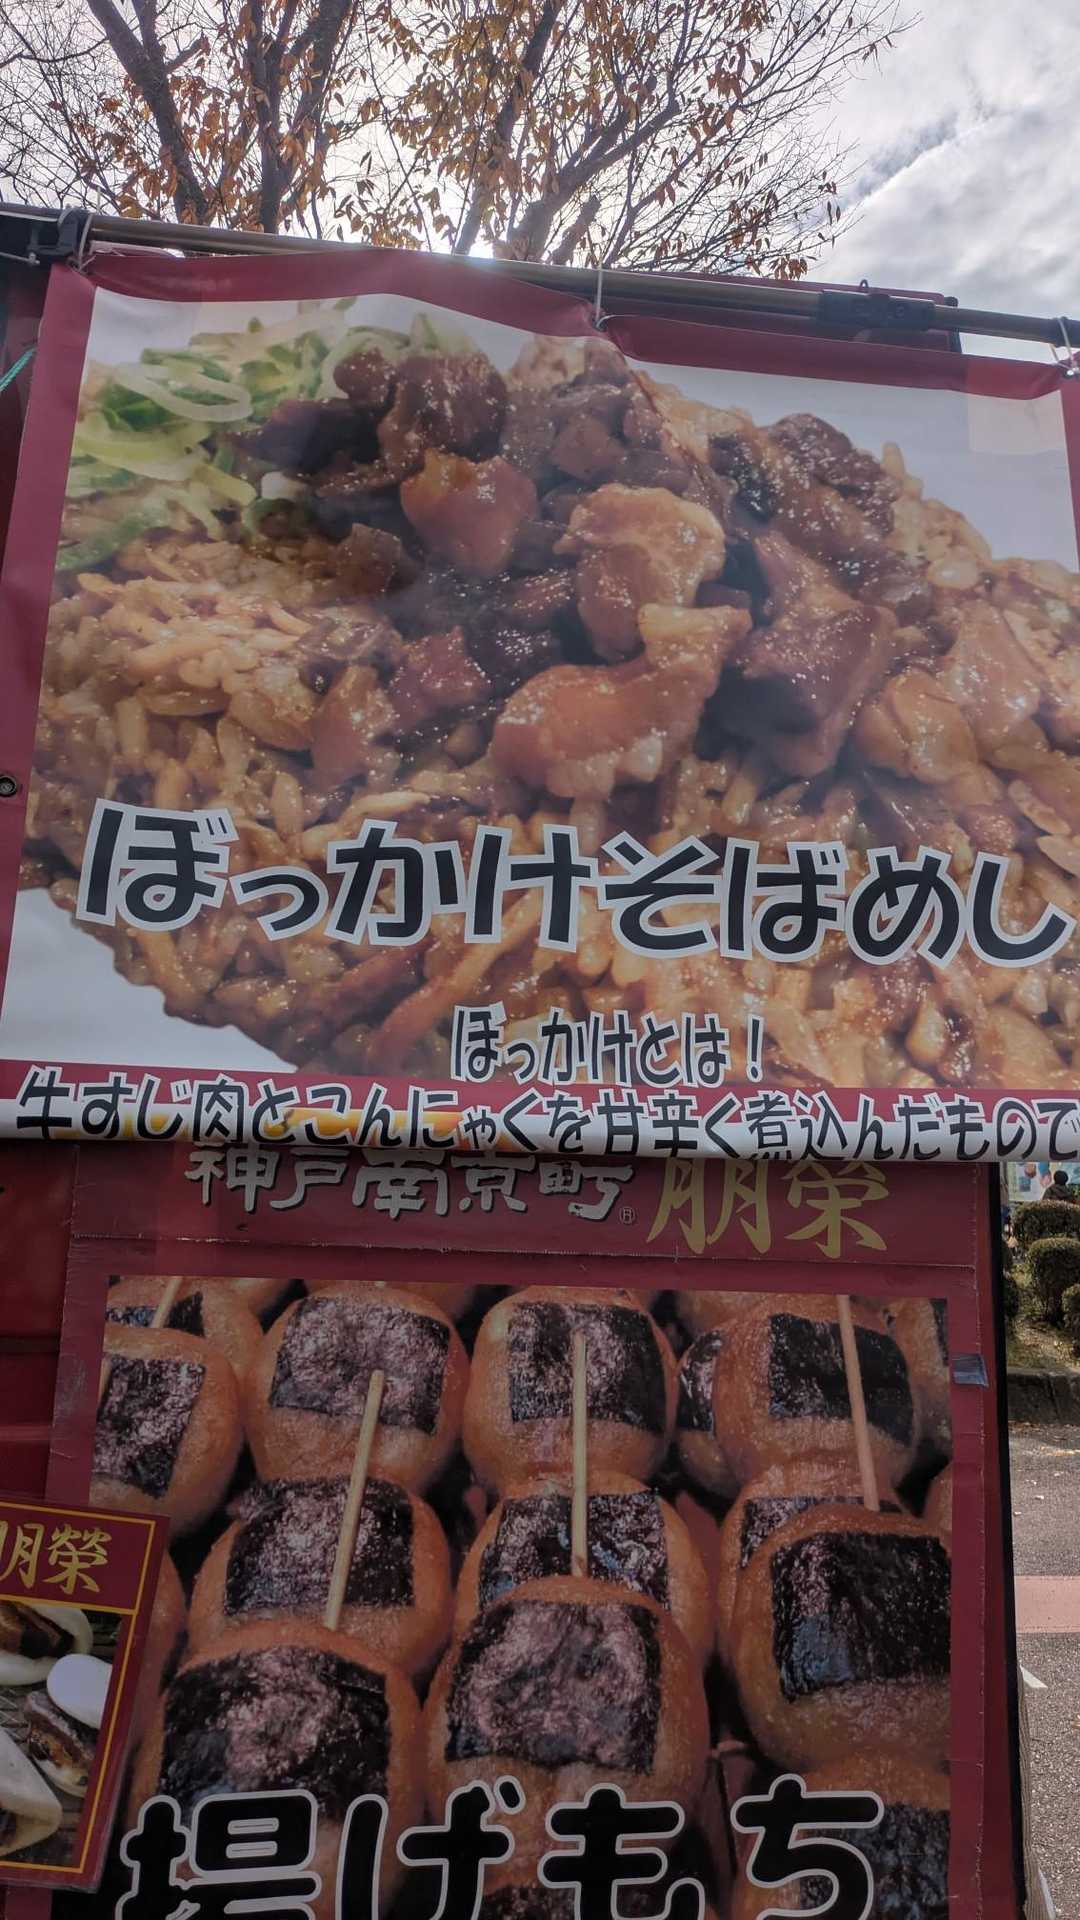 ぼっかけそばめし
ぼっかけとは！
牛すじ肉とこんにゃくを甘辛く煮込んだもので
神戸南京町® 朋榮
朋榮
揚げもち